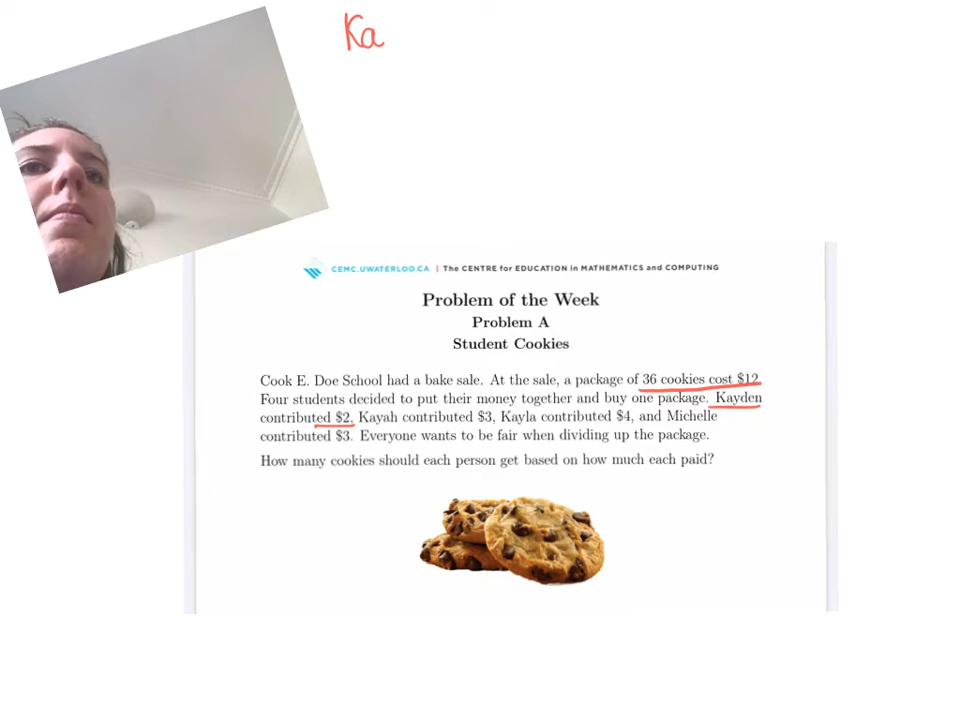 Ka
CEMC.UWATERLOO.CA | The CENTRE for EDUCATION in MATHEMATICS and COMPUTING
Problem of the Week
Problem A
Student Cookies
Cook E. Doe School had a bake sale. At the sale, a package of 36 cookies cost $12.
Four students decided to put their money together and buy one package. Kayden
contributed $2, Kayah contributed $3, Kayla contributed $4, and Michelle
contributed $3. Everyone wants to be fair when dividing up the package.
How many cookies should each person get based on how much each paid?